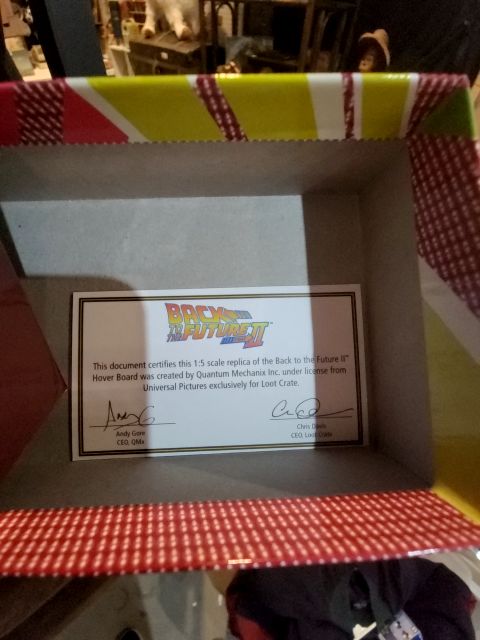 BACK
TO THE FUTURE
PART II
This document certifies this 1:5 scale replica of the Back to the Future II™
Hover Board was created by Quantum Mechanix Inc. under license from
Universal Pictures exclusively for Loot Crate.
Andy Gore
CEO, QMx
Chris Davis
CEO, Loot Crate